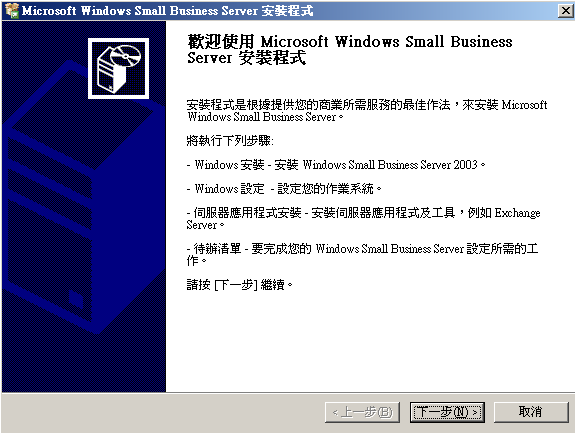 Microsoft Windows Small Business Server 安裝程式
歡迎使用 Microsoft Windows Small Business
Server 安裝程式
安裝程式是根據提供您的商業所需服務的最佳作法，來安裝 Microsoft
Windows Small Business Server。
將執行下列步驟:
- Windows 安裝 - 安裝 Windows Small Business Server 2003。
- Windows 設定 - 設定您的作業系統。
- 伺服器應用程式安裝 - 安裝伺服器應用程式及工具，例如 Exchange
Server。
- 待辦清單 - 要完成您的 Windows Small Business Server 設定所需的工
作。
請按 [下一步] 繼續。
< 上一步(B) 下一步(N) > 取消